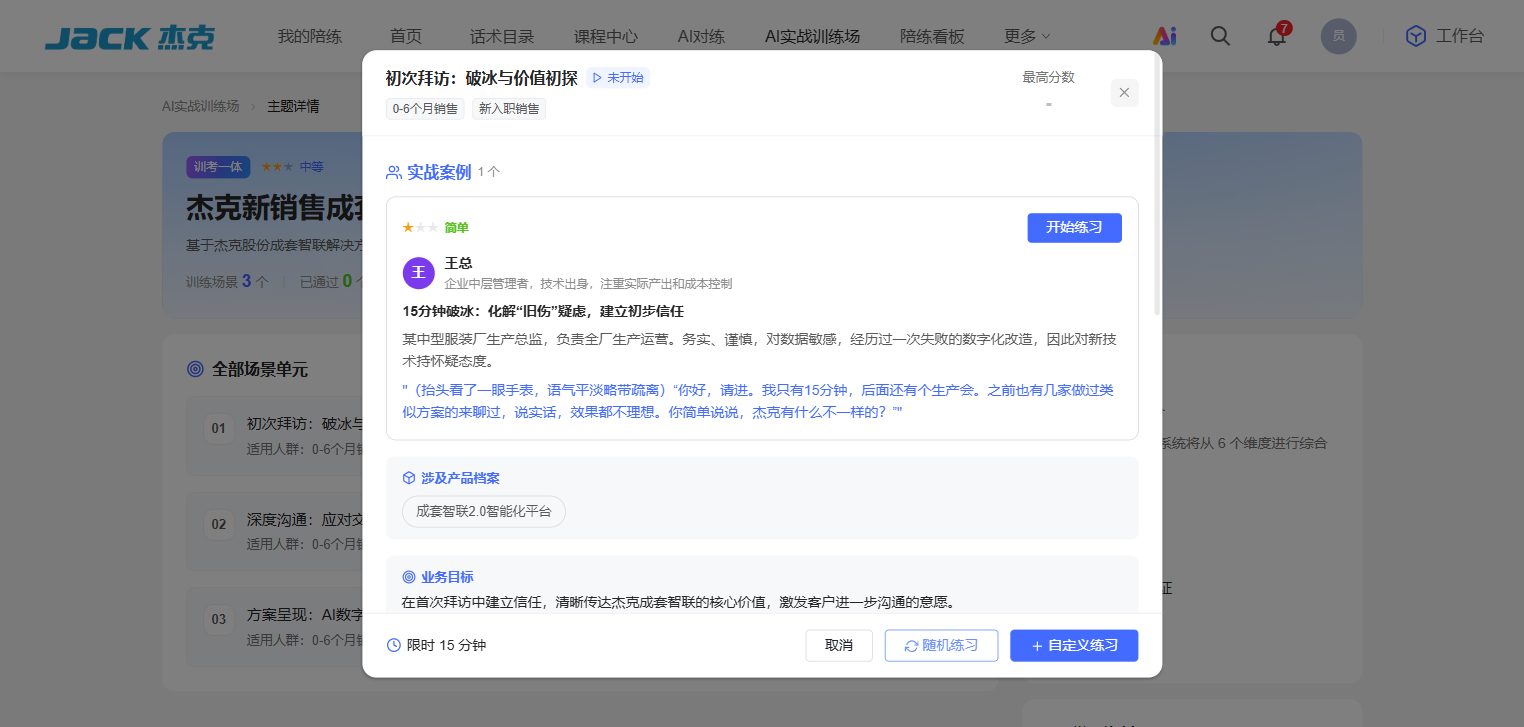 JACK 杰克 我的陪练 首页 话术目录 课程中心 AI对练 AI实战训练场 陪练看板 更多 Ai 7 员 工作台
AI实战训练场 > 主题详情
训考一体 中等
杰克新销售成套
基于杰克股份成套智联解决方
训练场景 3 个 已通过 0 个
全部场景单元
01 初次拜访：破冰与
适用人群：0-6个月销
02 深度沟通：应对交
适用人群：0-6个月销
03 方案呈现：AI数字
适用人群：0-6个月销
系统将从 6 个维度进行综合
证
初次拜访：破冰与价值初探 未开始
最高分数
-
0-6个月销售 新入职销售
实战案例 1 个
简单
开始练习
王 王总
企业中层管理者，技术出身，注重实际产出和成本控制
15分钟破冰：化解“旧伤”疑虑，建立初步信任
某中型服装厂生产总监，负责全厂生产运营。务实、谨慎，对数据敏感，经历过一次失败的数字化改造，因此对新技
术持怀疑态度。
"（抬头看了一眼手表，语气平淡略带疏离）“你好，请进。我只有15分钟，后面还有个生产会。之前也有几家做过类
似方案的来聊过，说实话，效果都不理想。你简单说说，杰克有什么不一样的？”"
涉及产品档案
成套智联2.0智能化平台
业务目标
在首次拜访中建立信任，清晰传达杰克成套智联的核心价值，激发客户进一步沟通的意愿。
限时 15 分钟
取消 随机练习 + 自定义练习